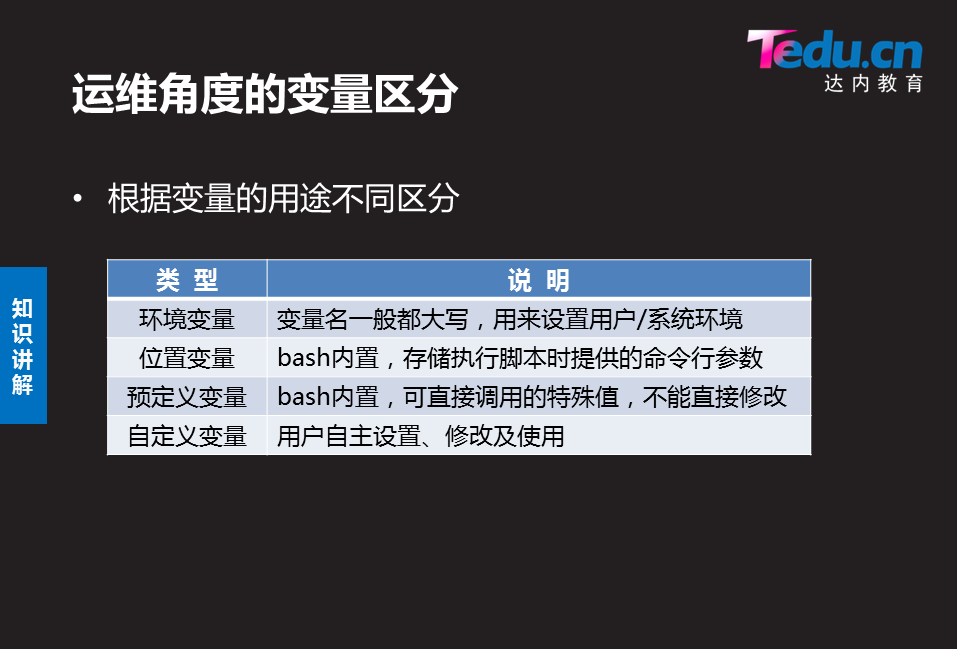 Tedu.cn
达内教育
运维角度的变量区分
• 根据变量的用途不同区分
知识讲解
类 型 说 明
环境变量 变量名一般都大写，用来设置用户/系统环境
位置变量 bash内置，存储执行脚本时提供的命令行参数
预定义变量 bash内置，可直接调用的特殊值，不能直接修改
自定义变量 用户自主设置、修改及使用